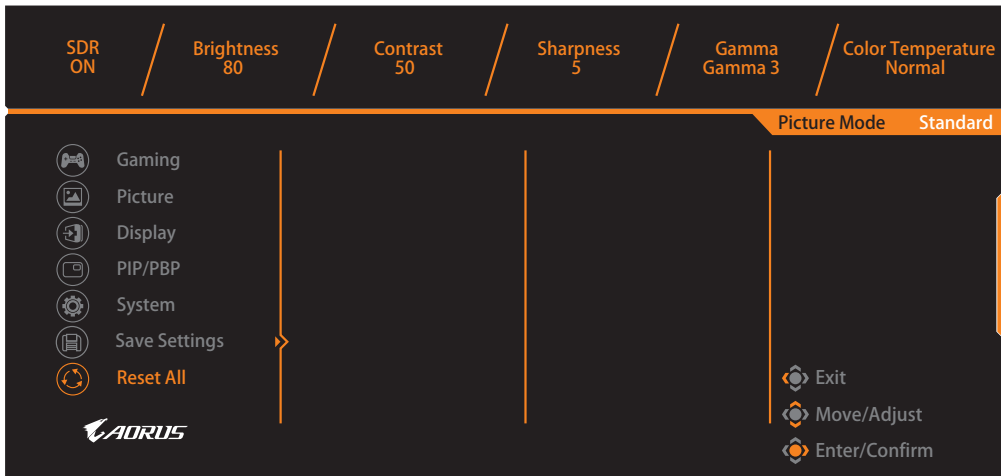 SDR
ON
Brightness
80
Contrast
50
Sharpness
5
Gamma
Gamma 3
Color Temperature
Normal
Picture Mode Standard
Gaming
Picture
Display
PIP/PBP
System
Save Settings
Reset All
AORUS
Exit
Move/Adjust
Enter/Confirm